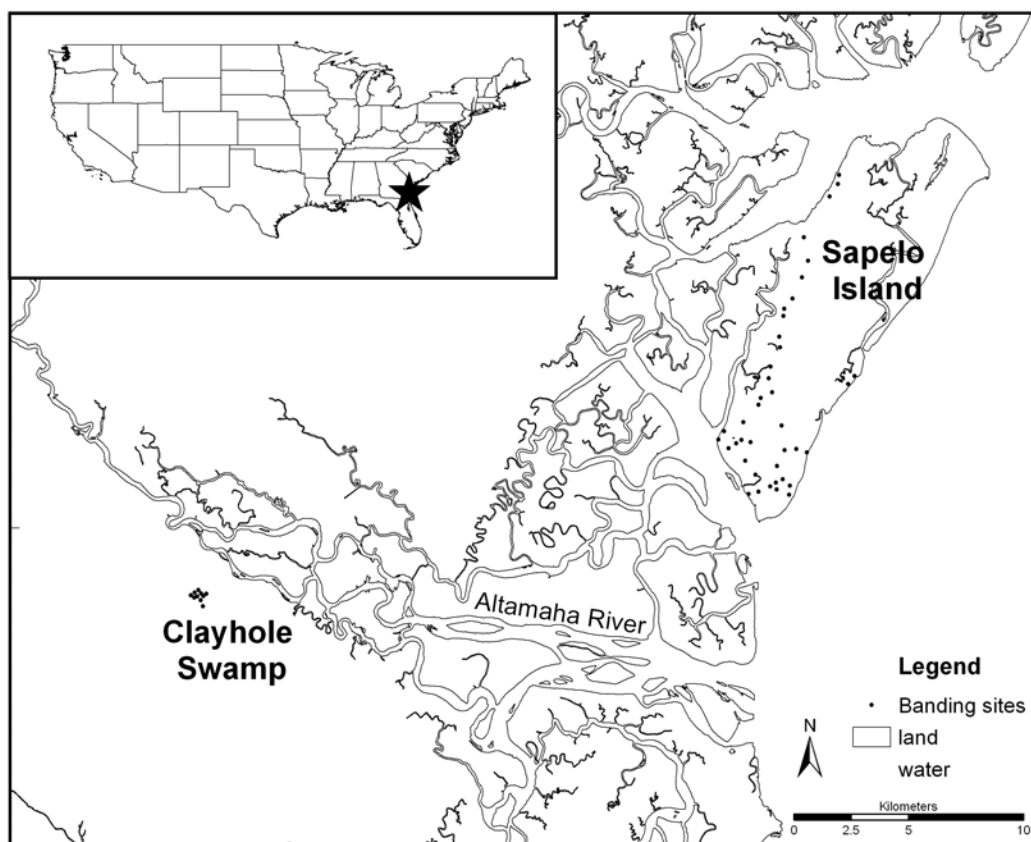 Sapelo
Island
Altamaha River
Clayhole
Swamp
Legend
Banding sites
land
water
N
Kilometers
0 2.5 5 10